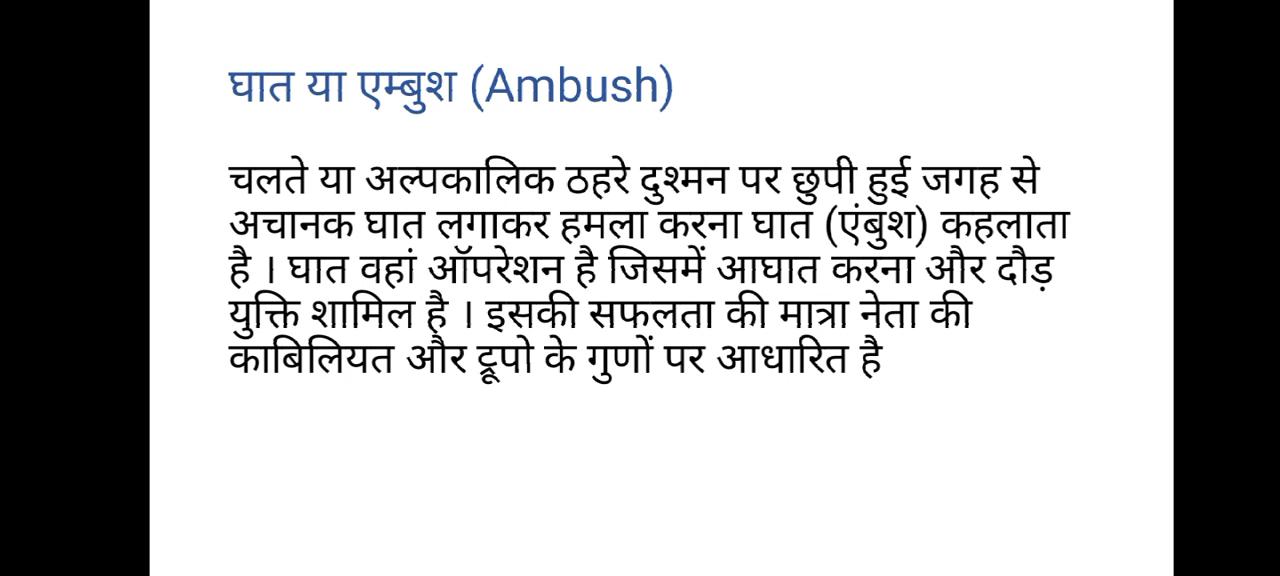 घात या एम्बुश (Ambush)
चलते या अल्पकालिक ठहरे दुश्मन पर छुपी हुई जगह से
अचानक घात लगाकर हमला करना घात (एंबुश) कहलाता
है । घात वहां ऑपरेशन है जिसमें आघात करना और दौड़
युक्ति शामिल है । इसकी सफलता की मात्रा नेता की
काबिलियत और ट्रूपो के गुणों पर आधारित है